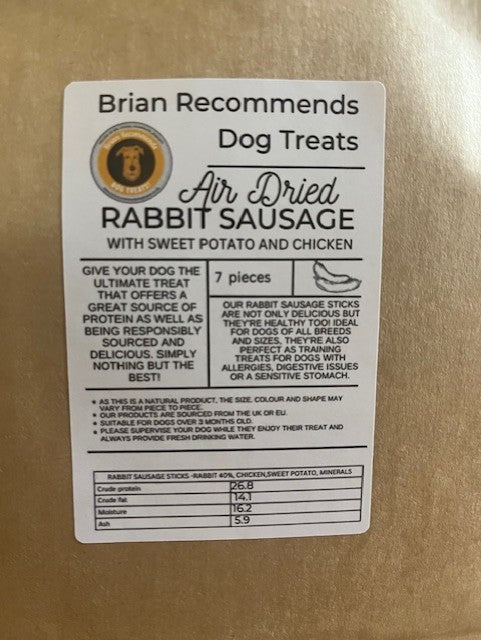 Brian Recommends
Dog Treats
DOG TREATS
Air Dried
RABBIT SAUSAGE
WITH SWEET POTATO AND CHICKEN
GIVE YOUR DOG THE
ULTIMATE TREAT
THAT OFFERS A
GREAT SOURCE OF
PROTEIN AS WELL AS
BEING RESPONSIBLY
SOURCED AND
DELICIOUS. SIMPLY
NOTHING BUT THE
BEST!
7 pieces
OUR RABBIT SAUSAGE STICKS
ARE NOT ONLY DELICIOUS BUT
THEY'RE HEALTHY TOO! IDEAL
FOR DOGS OF ALL BREEDS
AND SIZES, THEY'RE ALSO
PERFECT AS TRAINING
TREATS FOR DOGS WITH
ALLERGIES, DIGESTIVE ISSUES
OR A SENSITIVE STOMACH.
• AS THIS IS A NATURAL PRODUCT, THE SIZE, COLOUR AND SHAPE MAY
VARY FROM PIECE TO PIECE.
• OUR PRODUCTS ARE SOURCED FROM THE UK OR EU.
• SUITABLE FOR DOGS OVER 3 MONTHS OLD.
• PLEASE SUPERVISE YOUR DOG WHILE THEY ENJOY THEIR TREAT AND
ALWAYS PROVIDE FRESH DRINKING WATER.
RABBIT SAUSAGE STICKS -RABBIT 40%, CHICKEN,SWEET POTATO, MINERALS
Crude protein 26.8
Crude fat 14.1
Moisture 16.2
Ash 5.9